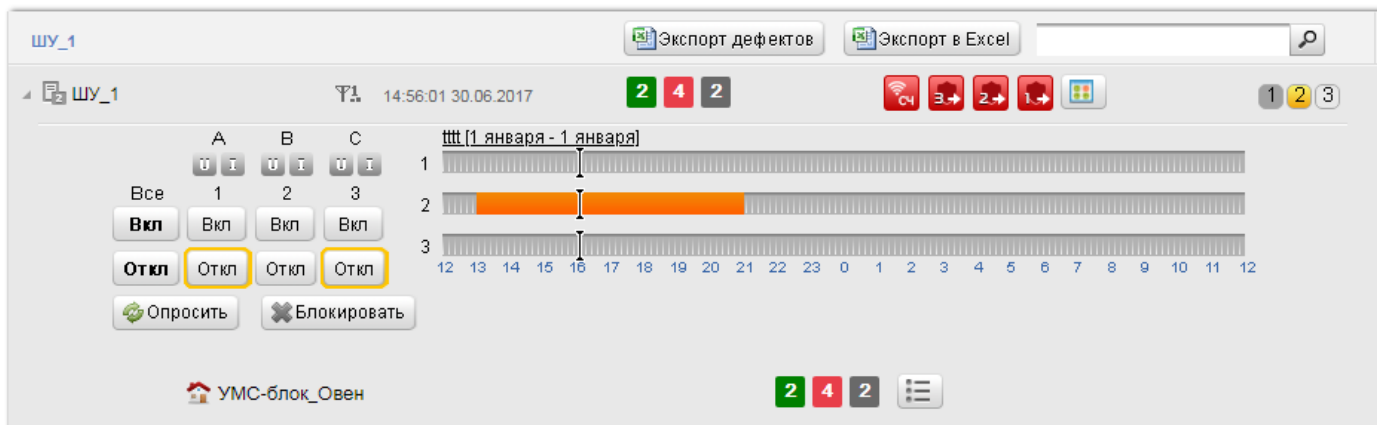 ШУ_1 Экспорт дефектов Экспорт в Excel
ШУ_1 1 14:56:01 30.06.2017 2 4 2 СЧ 3 2 1 1 2 3
A B C tttt [1 января - 1 января]
U I U I U I 1
Все 1 2 3
Вкл Вкл Вкл Вкл 2
Откл Откл Откл Откл 3
12 13 14 15 16 17 18 19 20 21 22 23 0 1 2 3 4 5 6 7 8 9 10 11 12
Опросить Блокировать
УМС-блок_Овен 2 4 2